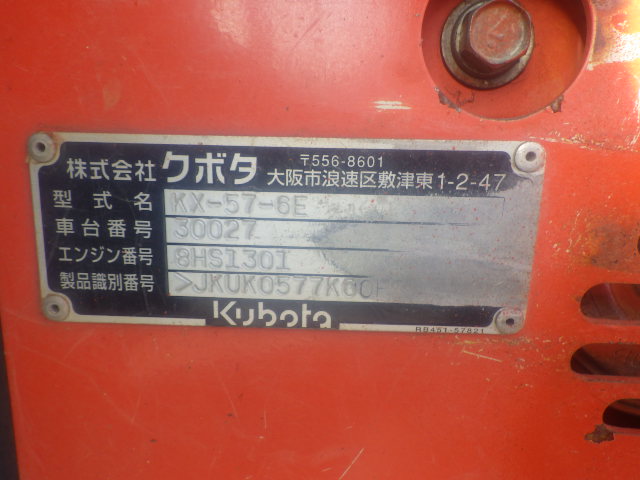 株式会社 クボタ
〒556-8601
大阪市浪速区敷津東1-2-47
型式名 KX-57-6E
車台番号 30027
エンジン番号 8HS1301
製品識別番号 >JKUK0577K60
Kubota
RB451-57821